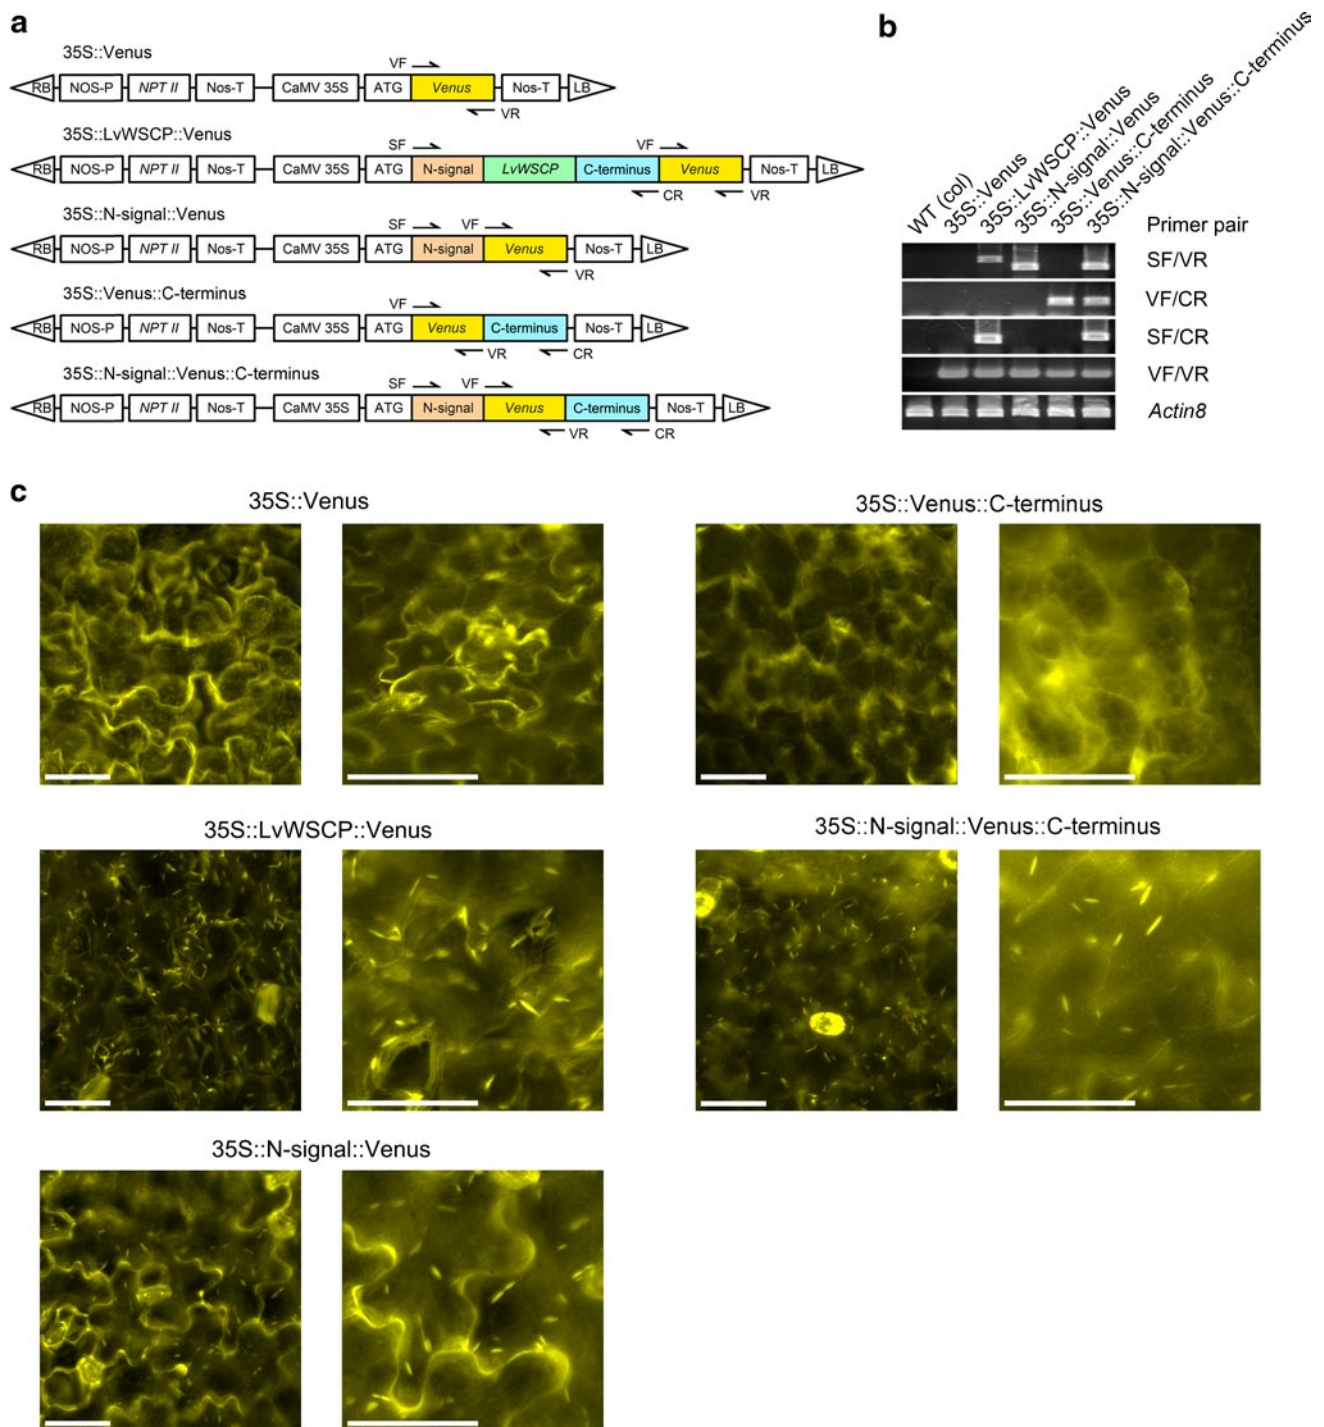 a
35S::Venus
VF
RB NOS-P NPT II Nos-T CaMV 35S ATG Venus Nos-T LB
VR
35S::LvWSCP::Venus
SF VF
RB NOS-P NPT II Nos-T CaMV 35S ATG N-signal LvWSCP C-terminus Venus Nos-T LB
CR VR
35S::N-signal::Venus
SF VF
RB NOS-P NPT II Nos-T CaMV 35S ATG N-signal Venus Nos-T LB
VR
35S::Venus::C-terminus
VF
RB NOS-P NPT II Nos-T CaMV 35S ATG Venus C-terminus Nos-T LB
VR CR
35S::N-signal::Venus::C-terminus
SF VF
RB NOS-P NPT II Nos-T CaMV 35S ATG N-signal Venus C-terminus Nos-T LB
VR CR
b
WT (col)
35S::Venus
35S::LvWSCP::Venus
35S::N-signal::Venus
35S::Venus::C-terminus
35S::N-signal::Venus::C-terminus
Primer pair
SF/VR
VF/CR
SF/CR
VF/VR
Actin8
c
35S::Venus
35S::Venus::C-terminus
35S::LvWSCP::Venus
35S::N-signal::Venus::C-terminus
35S::N-signal::Venus